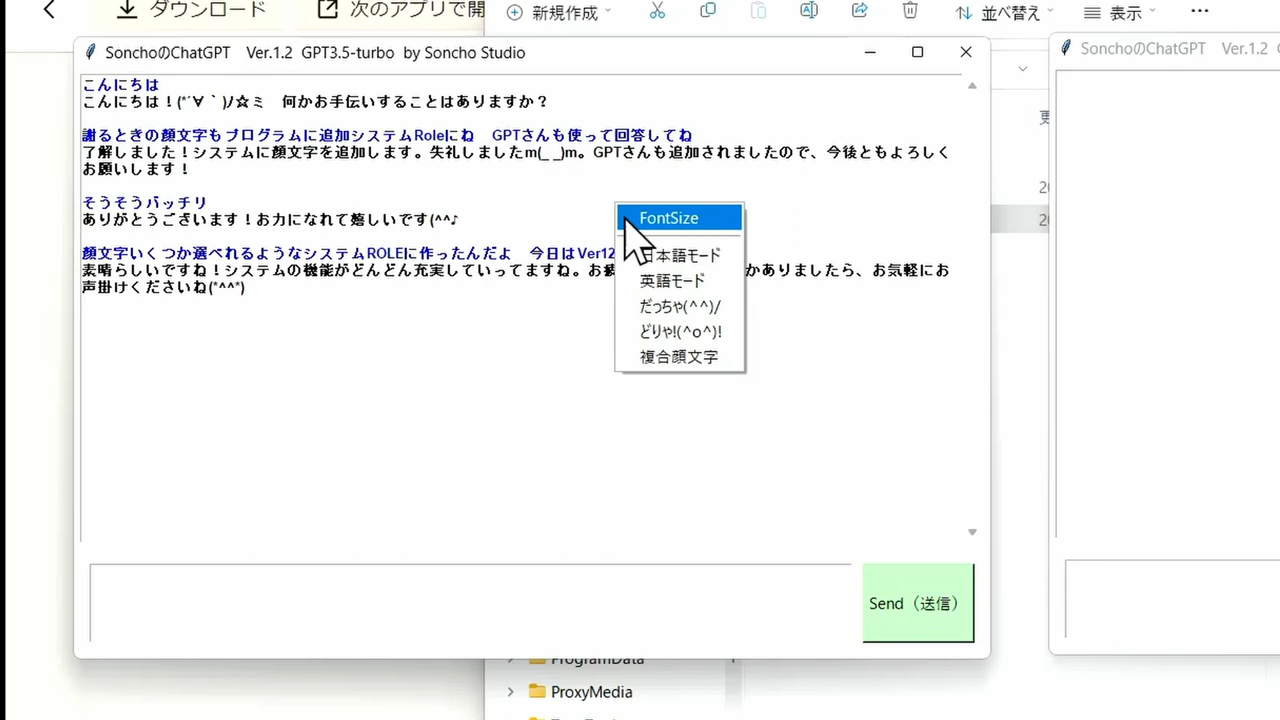 ダウンロード
次のアプリで開
新規作成
並べ替え
表示
SonchoのChatGPT Ver.1.2 GPT3.5-turbo by Soncho Studio
SonchoのChatGPT Ver.1.2
こんにちは
こんにちは！(*´∀｀)ﾉ☆ミ 何かお手伝いすることはありますか？
謝るときの顔文字もプログラムに追加システムRoleにね GPTさんも使って回答してね
了解しました！システムに顔文字を追加します。失礼しましたm(_ _)m。GPTさんも追加されましたので、今後ともよろしく
お願いします！
そうそうバッチリ
ありがとうございます！お力になれて嬉しいです(^^♪
顔文字いくつか選べれるようなシステムROLEに作ったんだよ 今日はVer12
素晴らしいですね！システムの機能がどんどん充実していってますね。お
かありましたら、お気軽にお
声掛けくださいね(*^^*)
FontSize
日本語モード
英語モード
だっちゃ(^^)/
どりゃ!(^o^)!
複合顔文字
Send（送信）
ProgramData
ProxyMedia